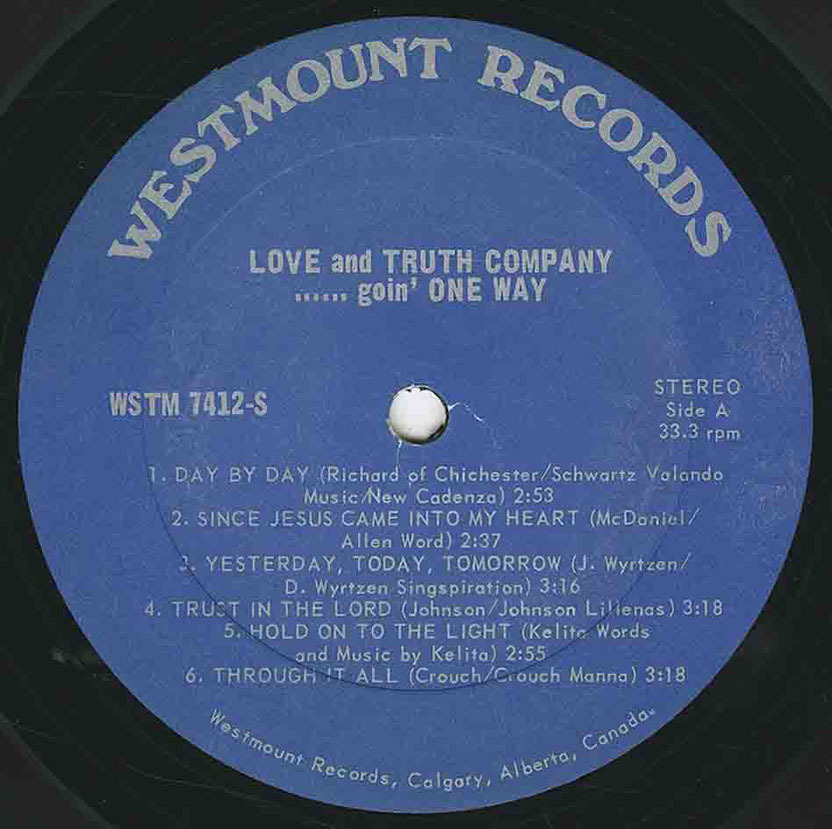 WESTMOUNT RECORDS
LOVE and TRUTH COMPANY
...... goin' ONE WAY
WSTM 7412-S
STEREO
Side A
33.3 rpm
1. DAY BY DAY (Richard of Chichester/Schwartz Valando
Music/New Cadenza) 2:53
2. SINCE JESUS CAME INTO MY HEART (McDaniel/
Allen Word) 2:37
3. YESTERDAY, TODAY, TOMORROW (J. Wyrtzen/
D. Wyrtzen Singspiration) 3:16
4. TRUST IN THE LORD (Johnson/Johnson Lillenas) 3:18
5. HOLD ON TO THE LIGHT (Kelita Words
and Music by Kelita) 2:55
6. THROUGH IT ALL (Crouch/Crouch Manna) 3:18
Westmount Records, Calgary, Alberta, Canada.